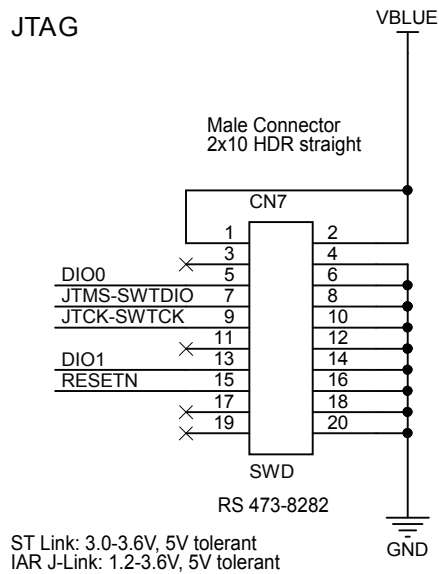 JTAG
VBLUE
Male Connector
2x10 HDR straight
CN7
1 2
3 4
DIO0 5 6
JTMS-SWTDIO 7 8
JTCK-SWTCK 9 10
11 12
DIO1 13 14
RESETN 15 16
17 18
19 20
SWD
RS 473-8282
GND
ST Link: 3.0-3.6V, 5V tolerant
IAR J-Link: 1.2-3.6V, 5V tolerant